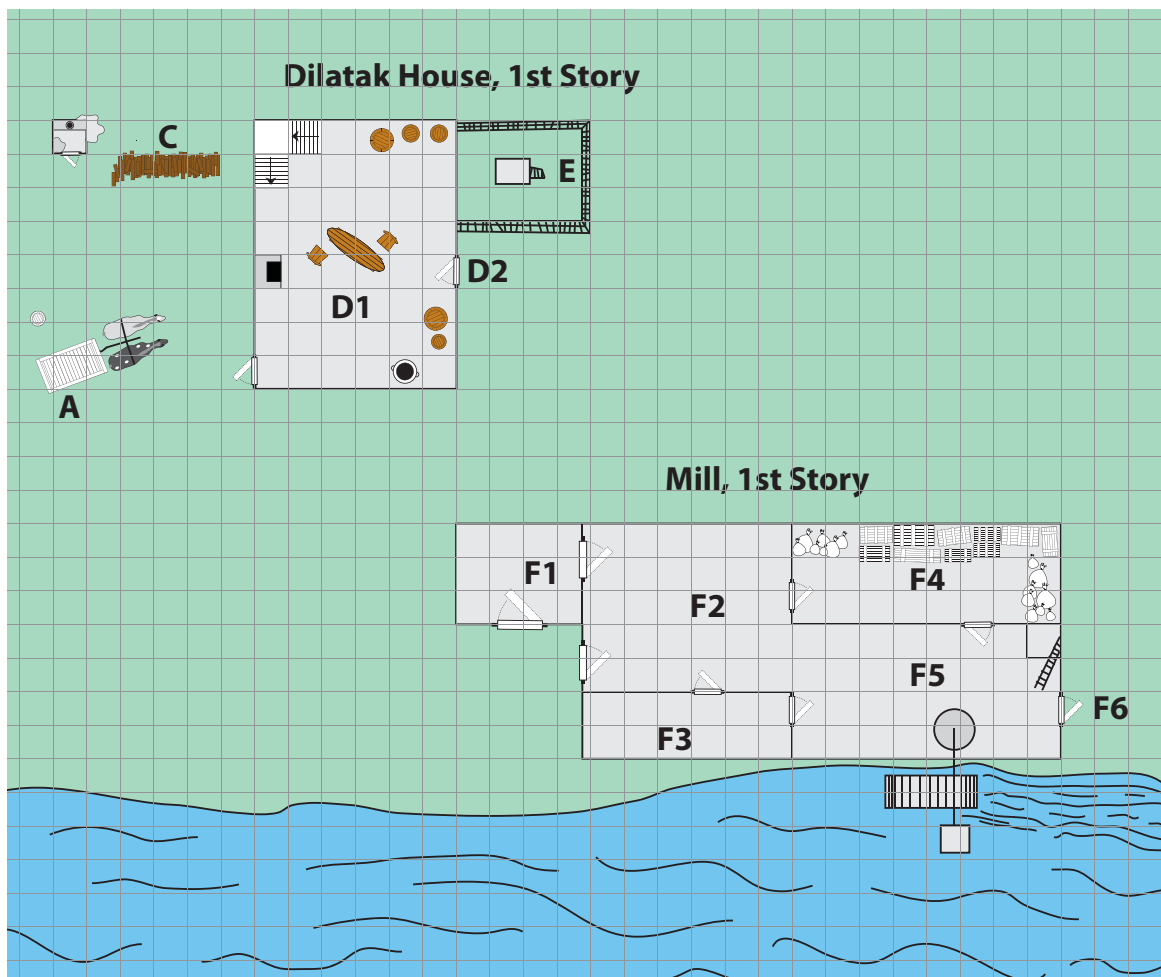 Dilatak House, 1st Story
C
E
D2
D1
A
Mill, 1st Story
F1
F4
F2
F5
F6
F3